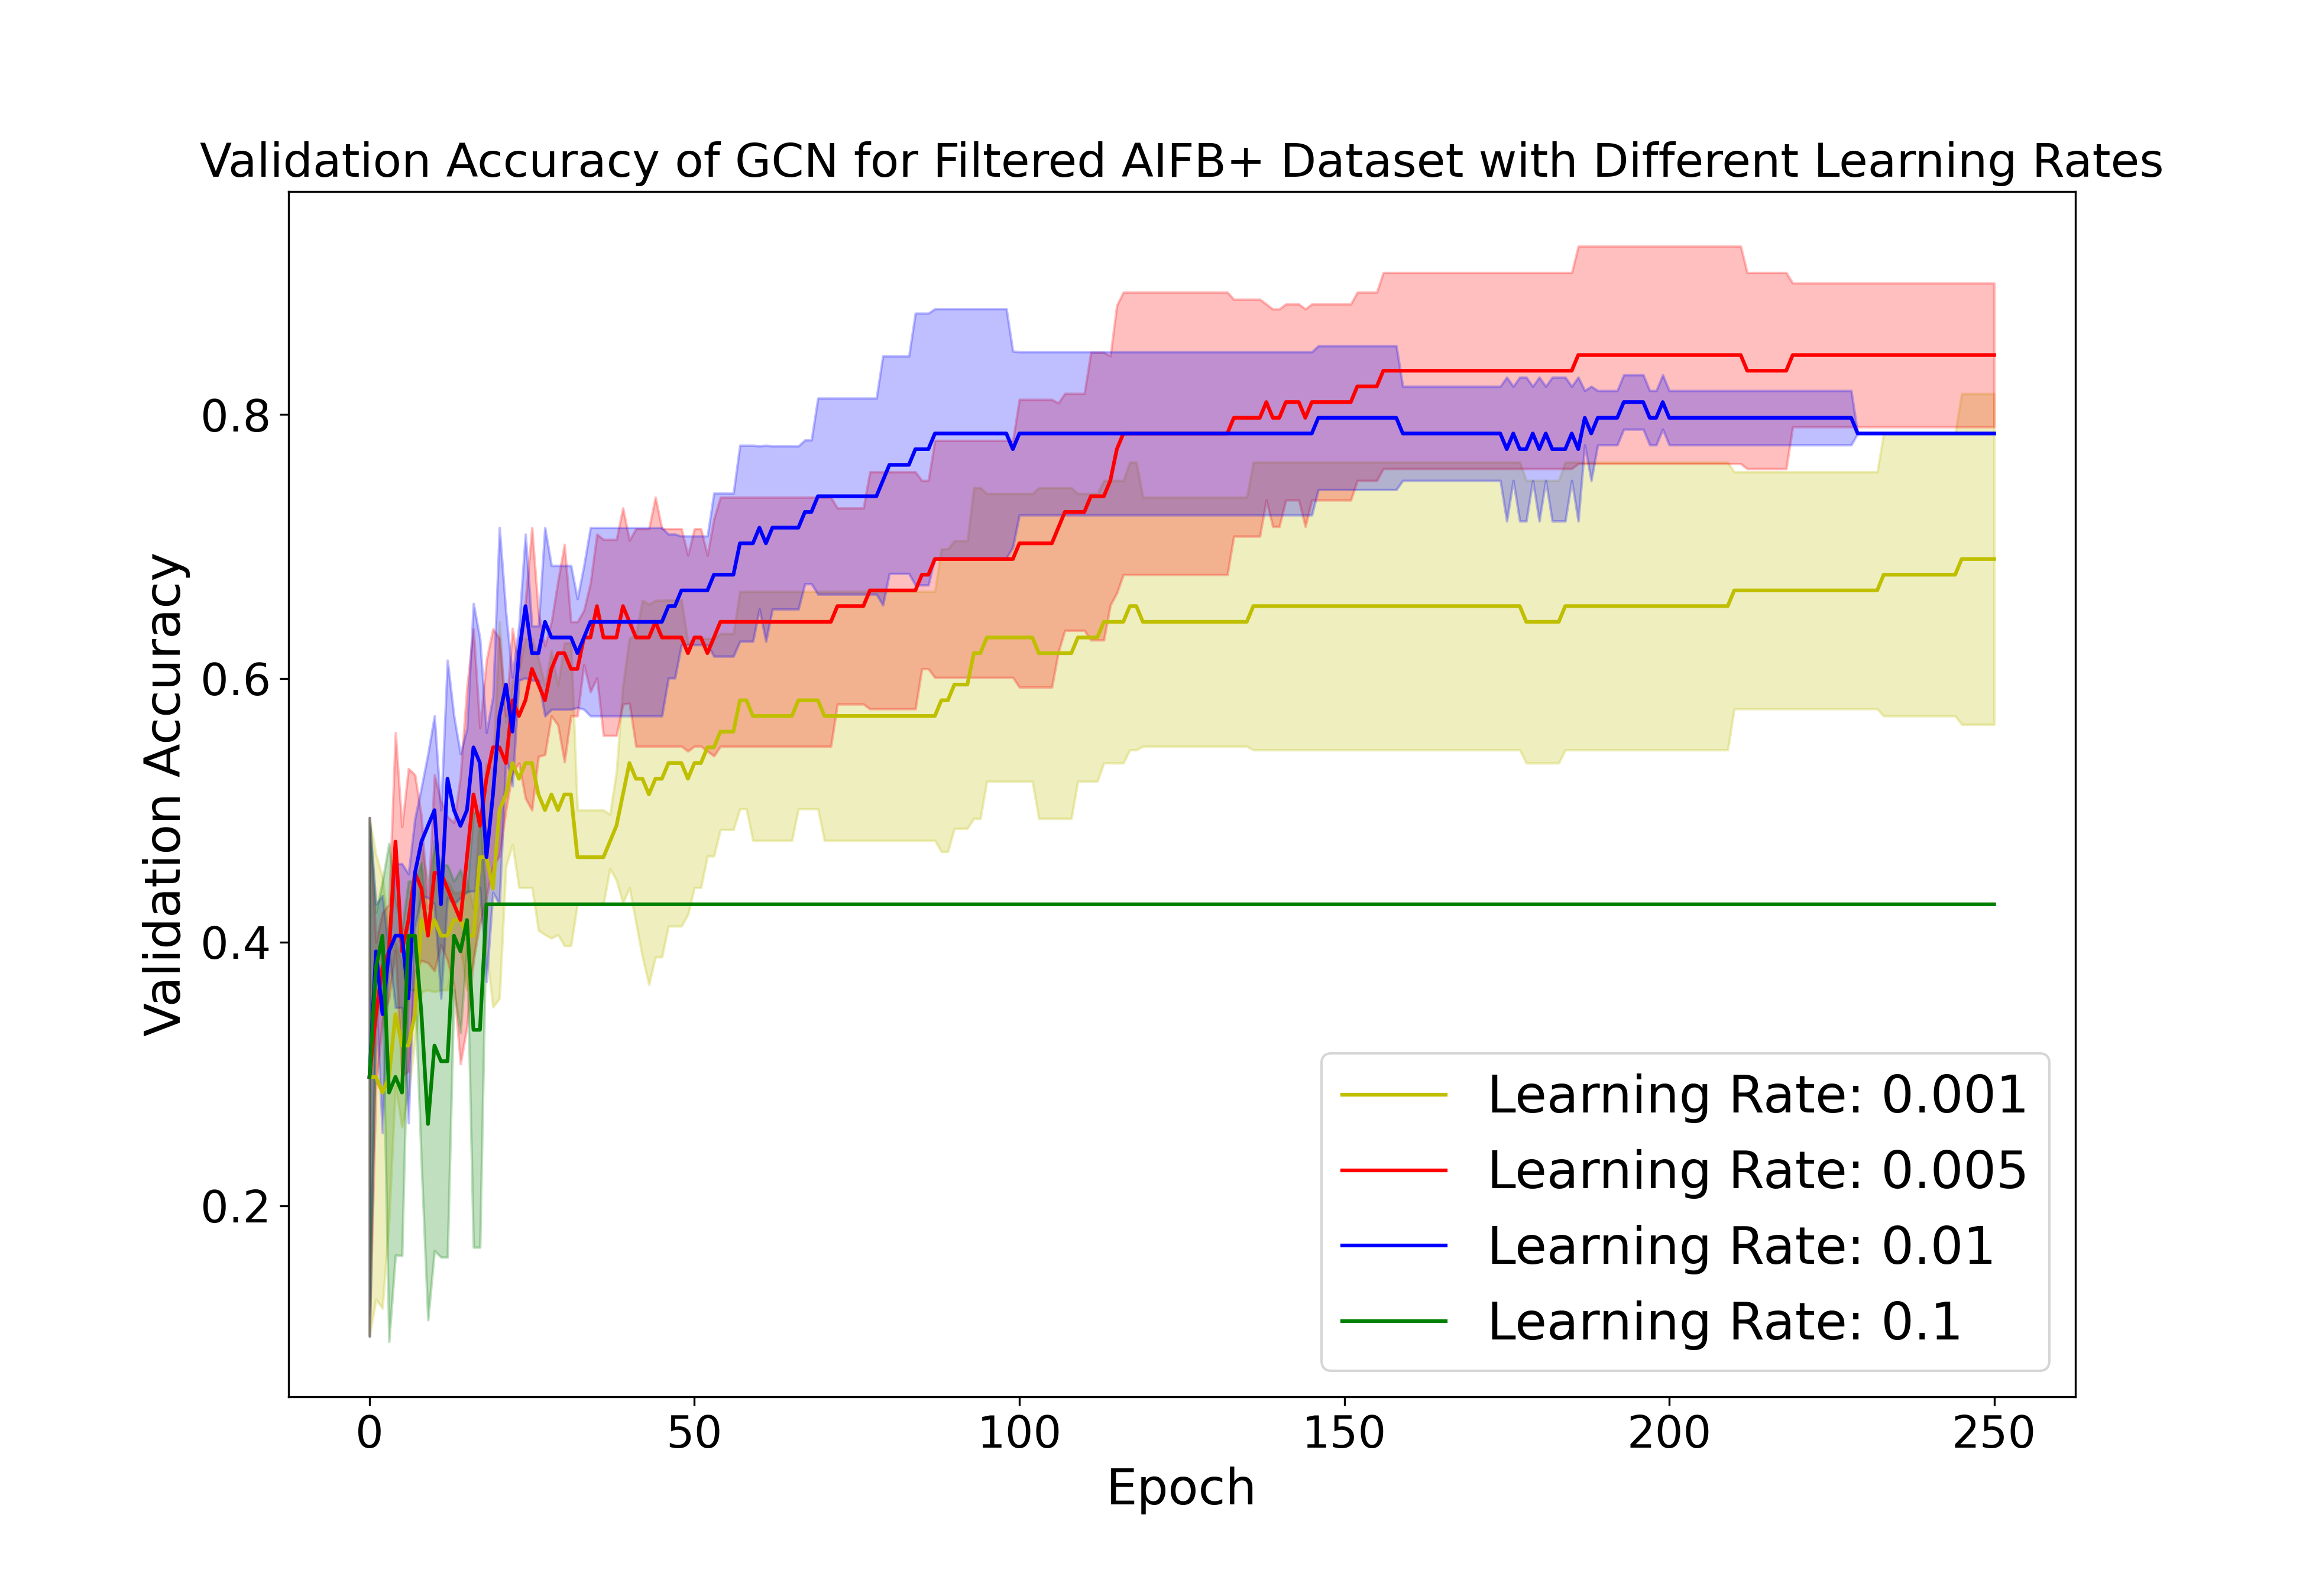 Validation Accuracy of GCN for Filtered AIFB+ Dataset with Different Learning Rates
Validation Accuracy
0.8
0.6
0.4
0.2
Learning Rate: 0.001
Learning Rate: 0.005
Learning Rate: 0.01
Learning Rate: 0.1
0 50 100 150 200 250
Epoch